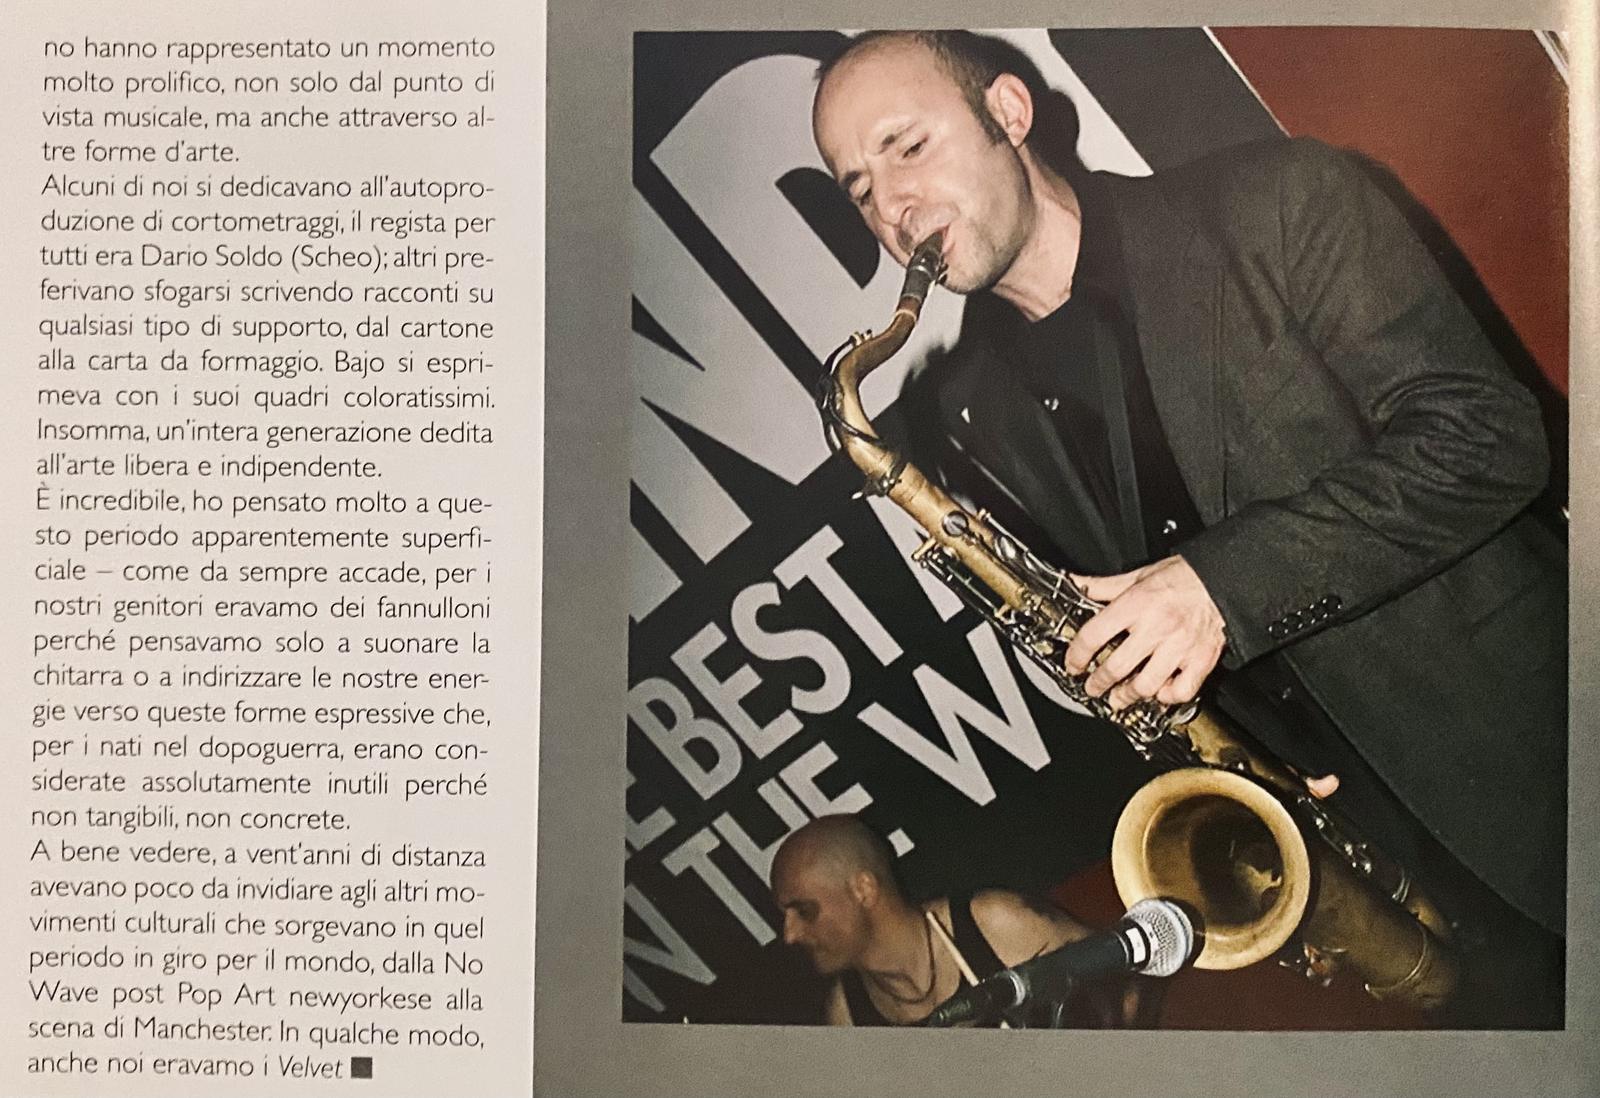 no hanno rappresentato un momento
molto prolifico, non solo dal punto di
vista musicale, ma anche attraverso al-
tre forme d'arte.
Alcuni di noi si dedicavano all'autopro-
duzione di cortometraggi, il regista per
tutti era Dario Soldo (Scheo); altri pre-
ferivano sfogarsi scrivendo racconti su
qualsiasi tipo di supporto, dal cartone
alla carta da formaggio. Bajo si espri-
meva con i suoi quadri coloratissimi.
Insomma, un'intera generazione dedita
all'arte libera e indipendente.
È incredibile, ho pensato molto a que-
sto periodo apparentemente superfi-
ciale – come da sempre accade, per i
nostri genitori eravamo dei fannulloni
perché pensavamo solo a suonare la
chitarra o a indirizzare le nostre ener-
gie verso queste forme espressive che,
per i nati nel dopoguerra, erano con-
siderate assolutamente inutili perché
non tangibili, non concrete.
A bene vedere, a vent'anni di distanza
avevano poco da invidiare agli altri mo-
vimenti culturali che sorgevano in quel
periodo in giro per il mondo, dalla No
Wave post Pop Art newyorkese alla
scena di Manchester. In qualche modo,
anche noi eravamo i Velvet
ND
BEST
N THE WO